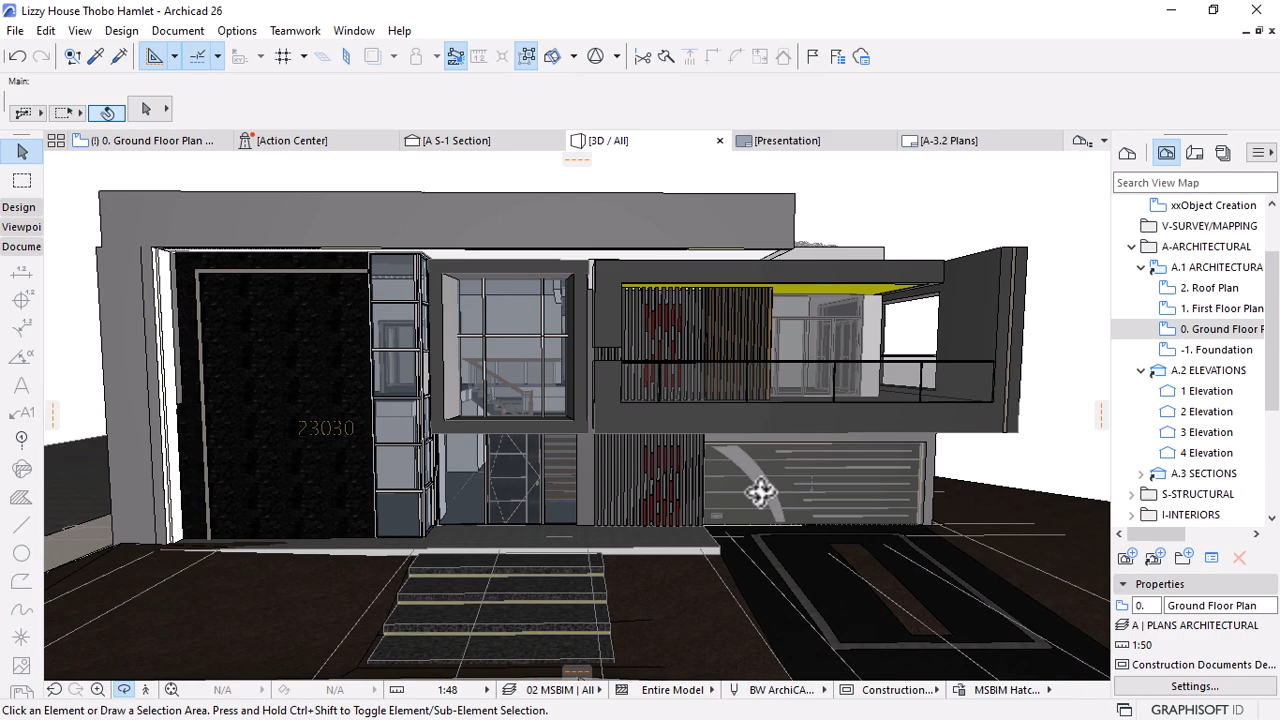 Lizzy House Thobo Hamlet - Archicad 26
File Edit View Design Document Options Teamwork Window Help
Main:
(!) 0. Ground Floor Plan ...
[Action Center]
[A S-1 Section]
[3D / All]
[Presentation]
[A-3.2 Plans]
Design
Viewpoi
Docume
A1
1.2
23030
Search View Map
xxObject Creation
V-SURVEY/MAPPING
A-ARCHITECTURAL
A.1 ARCHITECTURA
2. Roof Plan
1. First Floor Plan
0. Ground Floor P
-1. Foundation
A.2 ELEVATIONS
1 Elevation
2 Elevation
3 Elevation
4 Elevation
A.3 SECTIONS
S-STRUCTURAL
I-INTERIORS
Properties
0. Ground Floor Plan
A | PLANS ARCHITECTURAL
1:50
Construction Documents D
Settings...
N/A N/A 1:48 02 MSBIM | All Entire Model BW ArchiCA... Construction... MSBIM Hatc...
Click an Element or Draw a Selection Area. Press and Hold Ctrl+Shift to Toggle Element/Sub-Element Selection.
GRAPHISOFT ID